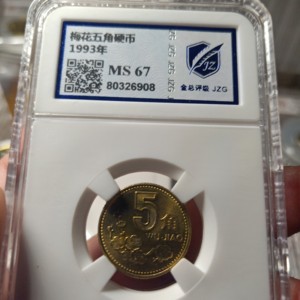 梅花五角硬币
1993年
MS 67
80326908
JZ
金总评级 JZG
5角
WU JIAO